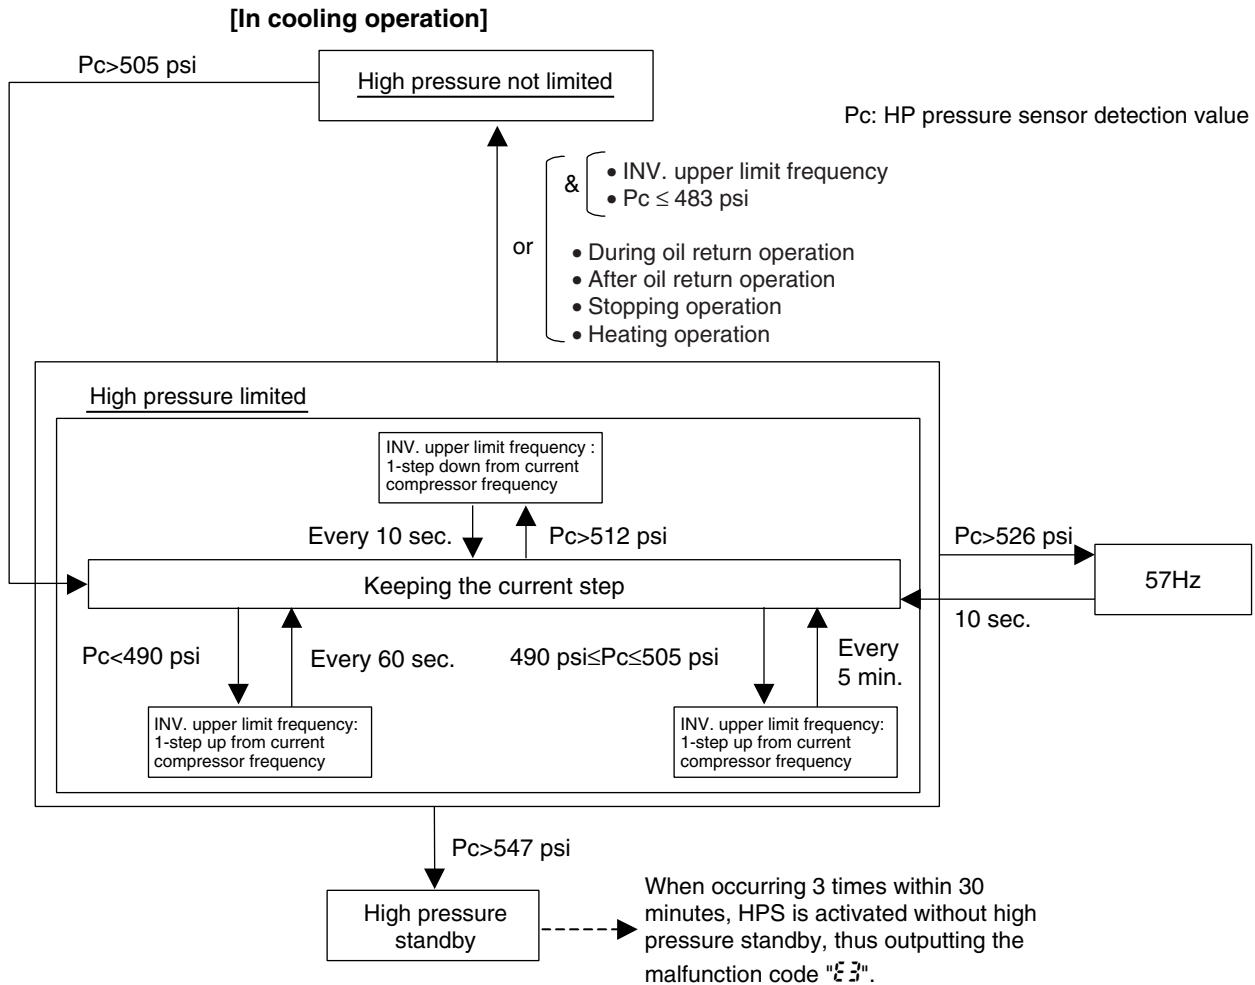 [In cooling operation]
Pc>505 psi
High pressure not limited
Pc: HP pressure sensor detection value
&
• INV. upper limit frequency
• Pc ≤ 483 psi
or
• During oil return operation
• After oil return operation
• Stopping operation
• Heating operation
High pressure limited
INV. upper limit frequency :
1-step down from current
compressor frequency
Every 10 sec.
Pc>512 psi
Pc>526 psi
57Hz
Keeping the current step
10 sec.
Pc<490 psi
Every 60 sec.
490 psi≤Pc≤505 psi
Every
5 min.
INV. upper limit frequency:
1-step up from current
compressor frequency
INV. upper limit frequency:
1-step up from current
compressor frequency
Pc>547 psi
High pressure
standby
When occurring 3 times within 30
minutes, HPS is activated without high
pressure standby, thus outputting the
malfunction code "E3".